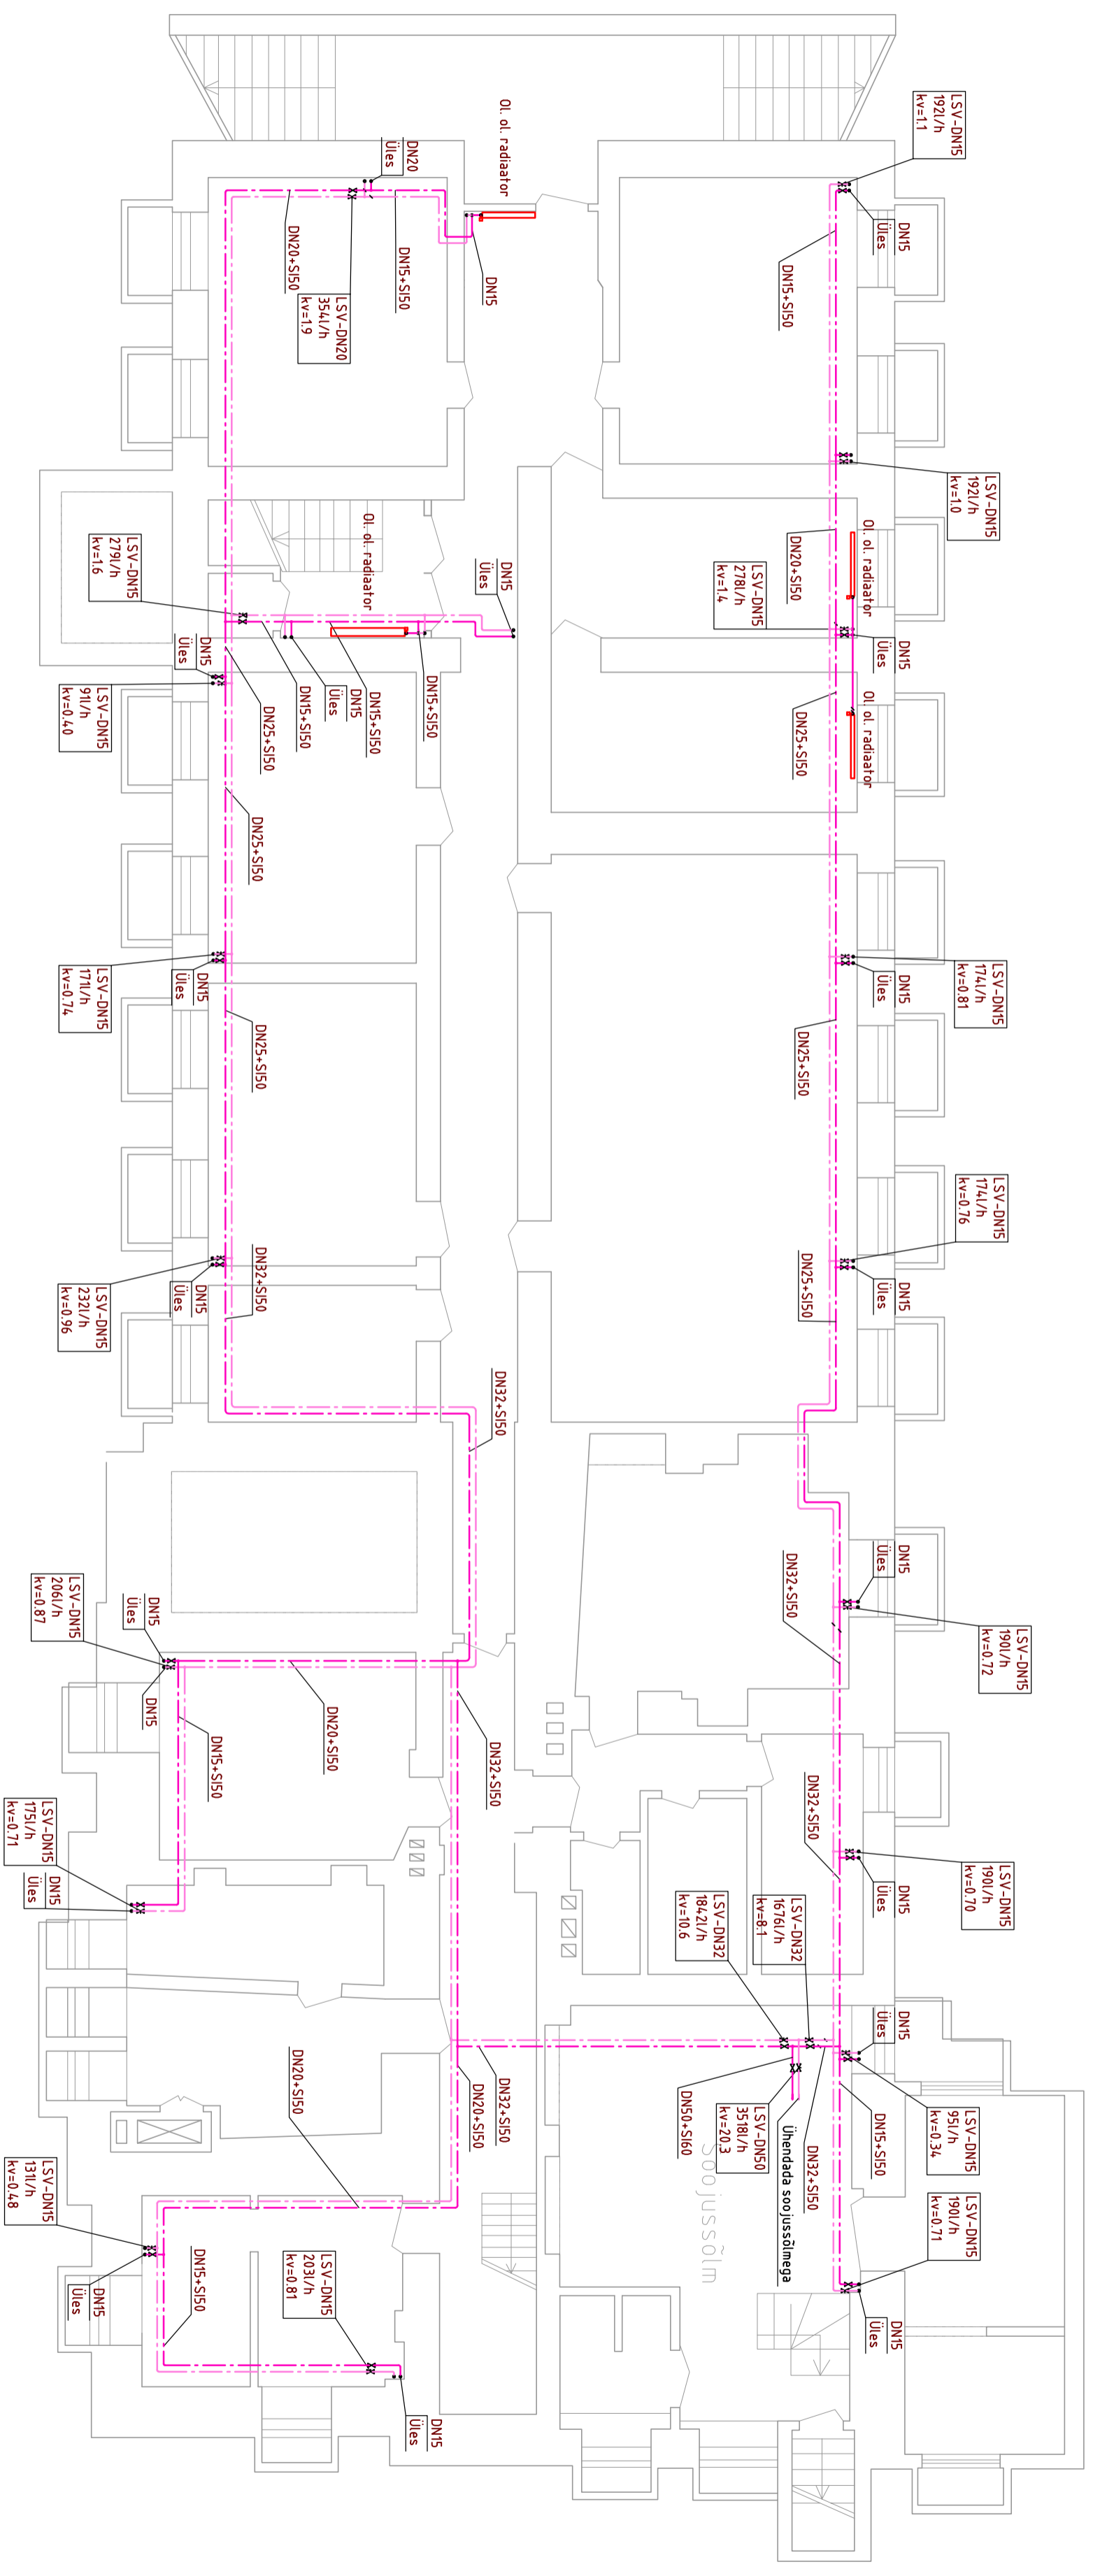 LSV-DN15
192l/h
kv=1.1
DN15
Üles
DN15+SI50
LSV-DN15
192l/h
kv=1.0
DN20+SI50
Ol. ol. radiaator
LSV-DN15
278l/h
kv=1.4
DN15
Üles
Ol. ol. radiaator
DN25+SI50
LSV-DN15
174l/h
kv=0.81
DN15
Üles
DN25+SI50
LSV-DN15
174l/h
kv=0.76
DN15
Üles
DN25+SI50
DN15
Üles
LSV-DN15
190l/h
kv=0.72
DN32+SI50
DN32+SI50
LSV-DN15
190l/h
kv=0.70
DN15
Üles
LSV-DN32
1676l/h
kv=8.1
LSV-DN32
1842l/h
kv=10.6
DN15
Üles
LSV-DN15
95l/h
kv=0.34
DN15+SI50
LSV-DN15
190l/h
kv=0.71
DN15
Üles
DN32+SI50
Ühendada soojussõlmega
LSV-DN50
3518l/h
kv=20.3
soojussõlm
DN50+SI60
Ol. ol. radiaator
DN20
Üles
DN15
DN15+SI50
LSV-DN20
354l/h
kv=1.9
DN20+SI50
DN15
Üles
Ol. ol. radiaator
LSV-DN15
279l/h
kv=1.6
DN15+SI50
DN15+SI50
DN15
Üles
DN15+SI50
DN25+SI50
DN15
Üles
LSV-DN15
91l/h
kv=0.40
DN25+SI50
DN15
Üles
LSV-DN15
171l/h
kv=0.74
DN25+SI50
DN32+SI50
DN15
Üles
LSV-DN15
232l/h
kv=0.96
DN32+SI50
LSV-DN15
206l/h
kv=0.87
DN15
Üles
DN15
DN20+SI50
DN32+SI50
DN15+SI50
LSV-DN15
175l/h
kv=0.71
DN15
Üles
DN32+SI50
DN20+SI50
DN20+SI50
LSV-DN15
131l/h
kv=0.48
DN15
Üles
DN15+SI50
LSV-DN15
203l/h
kv=0.81
DN15
Üles